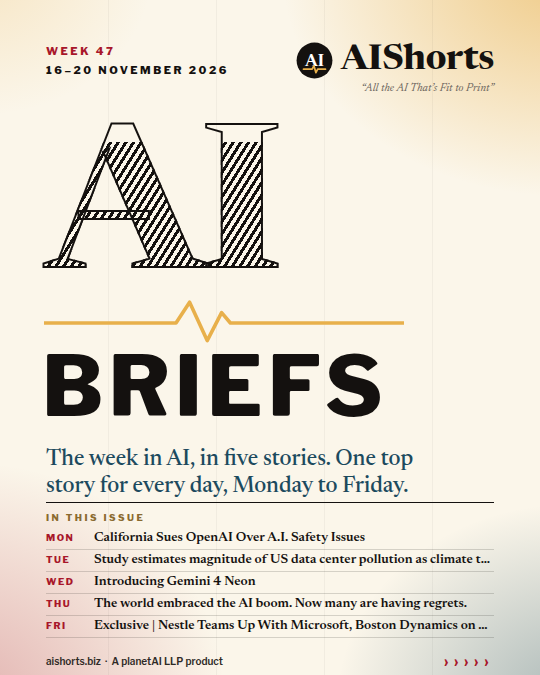 WEEK 47
16–20 NOVEMBER 2026
AI
AIShorts
“All the AI That’s Fit to Print”
AI
BRIEFS
The week in AI, in five stories. One top
story for every day, Monday to Friday.
IN THIS ISSUE
MON California Sues OpenAI Over A.I. Safety Issues
TUE Study estimates magnitude of US data center pollution as climate t...
WED Introducing Gemini 4 Neon
THU The world embraced the AI boom. Now many are having regrets.
FRI Exclusive | Nestle Teams Up With Microsoft, Boston Dynamics on ...
aishorts.biz · A planetAI LLP product
›››››